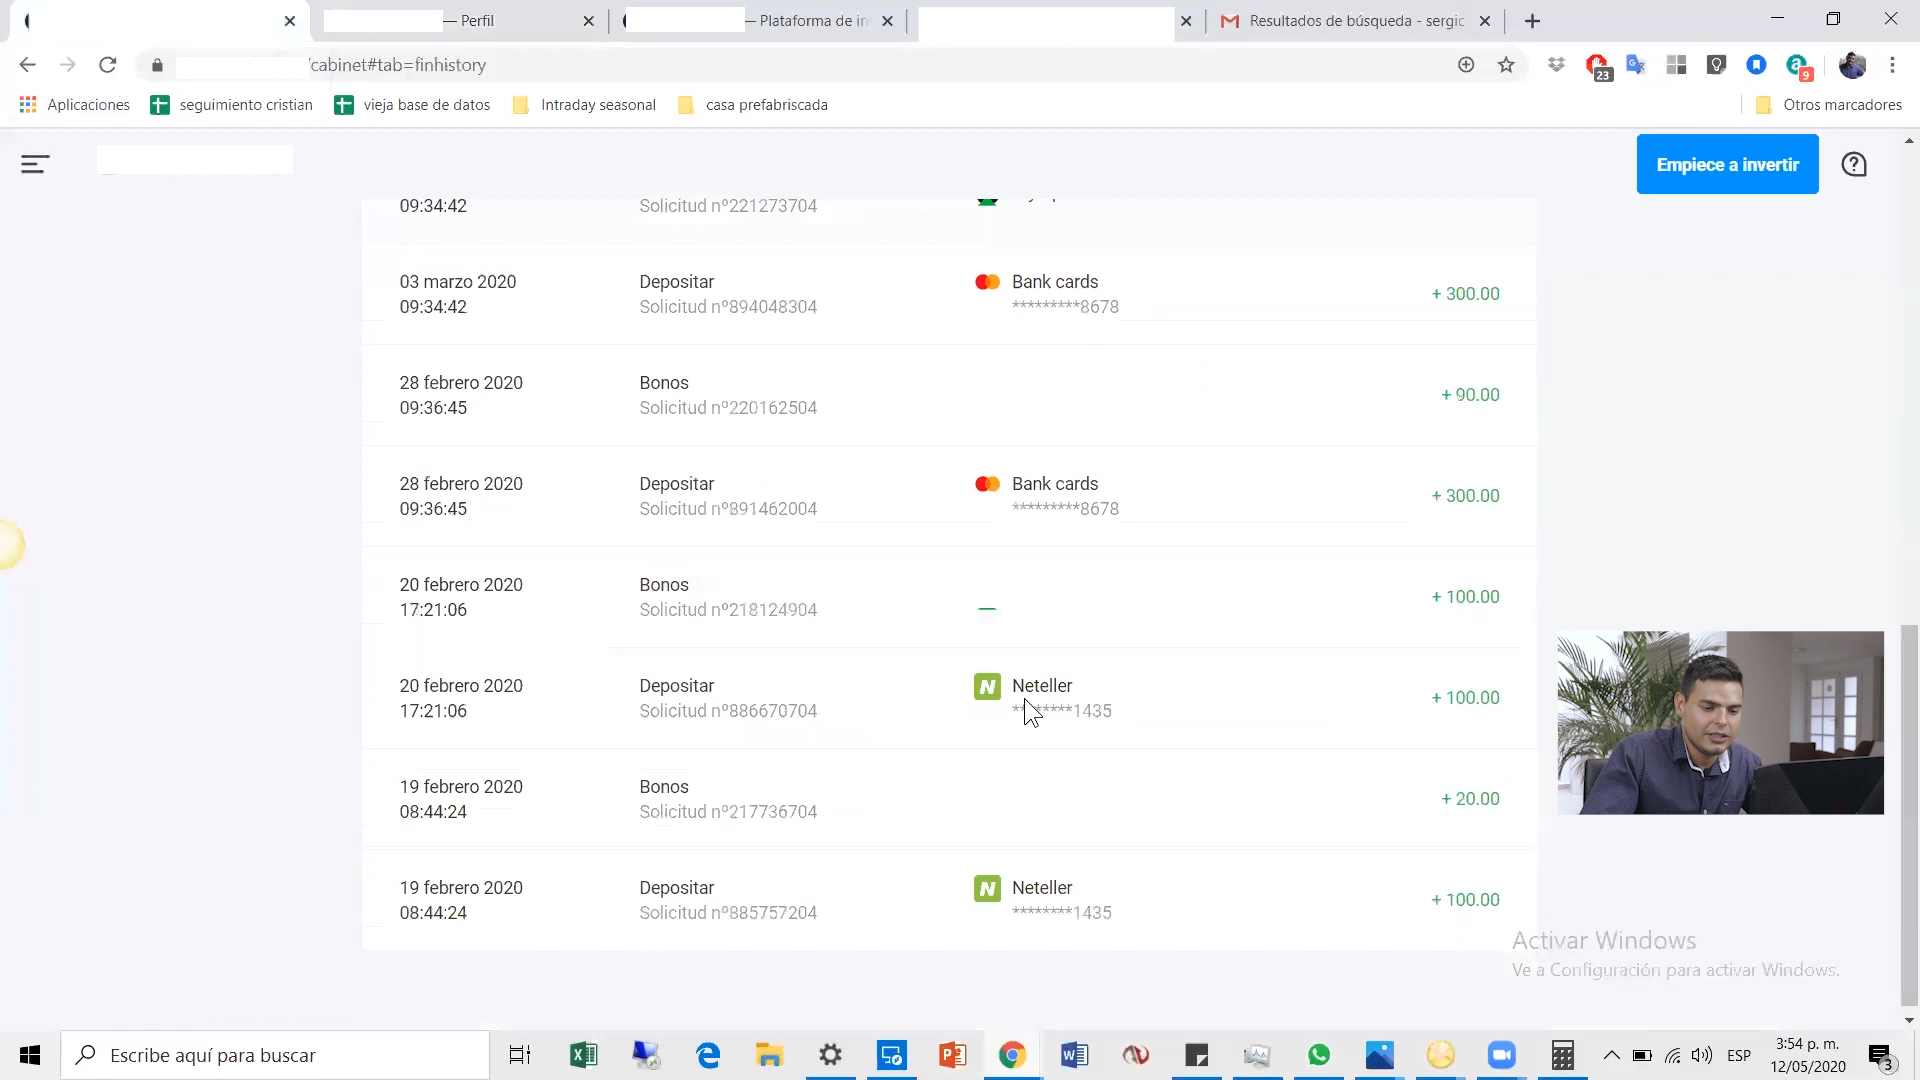 — Perfil
— Plataforma de in
Resultados de búsqueda - sergio
/cabinet#tab=finhistory
23
9
Aplicaciones
seguimiento cristian
vieja base de datos
Intraday seasonal
casa prefabriscada
Otros marcadores
Empiece a invertir
09:34:42
Solicitud nº221273704
03 marzo 2020
09:34:42
Depositar
Solicitud nº894048304
Bank cards
*********8678
+ 300.00
28 febrero 2020
09:36:45
Bonos
Solicitud nº220162504
+ 90.00
28 febrero 2020
09:36:45
Depositar
Solicitud nº891462004
Bank cards
*********8678
+ 300.00
20 febrero 2020
17:21:06
Bonos
Solicitud nº218124904
+ 100.00
20 febrero 2020
17:21:06
Depositar
Solicitud nº886670704
Neteller
********1435
+ 100.00
19 febrero 2020
08:44:24
Bonos
Solicitud nº217736704
+ 20.00
19 febrero 2020
08:44:24
Depositar
Solicitud nº885757204
Neteller
********1435
+ 100.00
Activar Windows
Ve a Configuración para activar Windows.
Escribe aquí para buscar
ESP
3:54 p. m.
12/05/2020
3